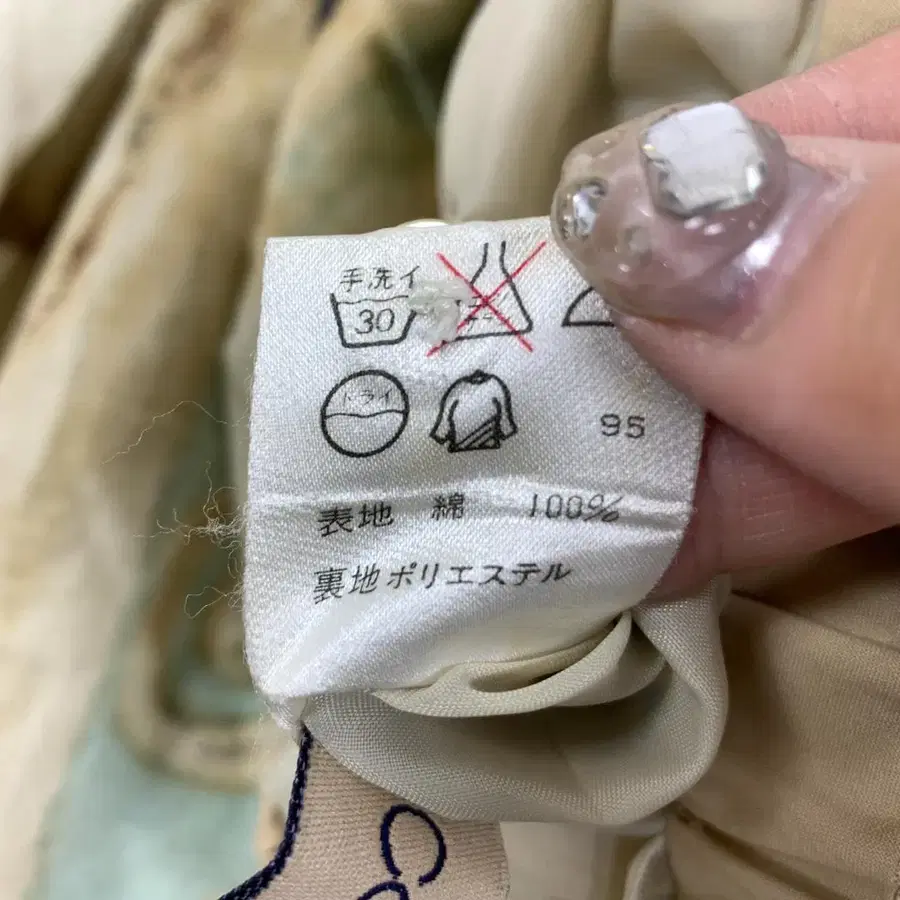 手洗イ
30
ドライ
95
表地 綿 100%
裏地ポリエステル